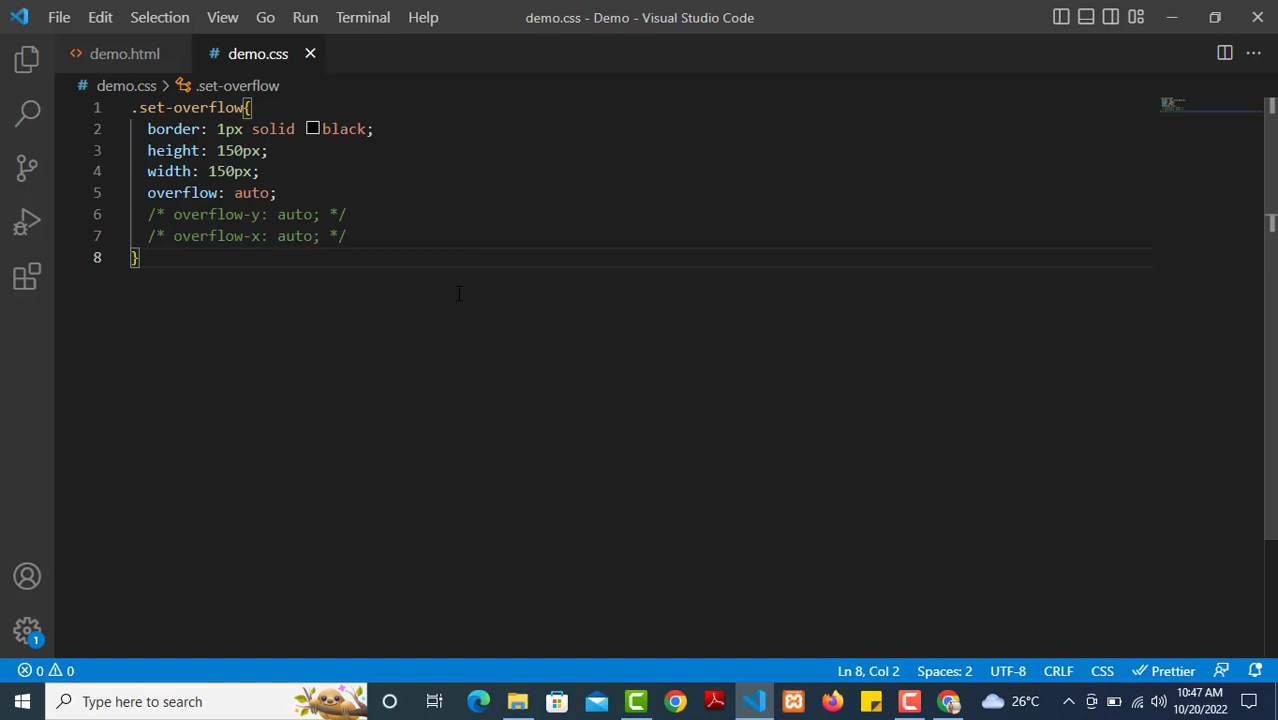 File Edit Selection View Go Run Terminal Help demo.css - Demo - Visual Studio Code
demo.html # demo.css
# demo.css > .set-overflow
1 .set-overflow{
2 border: 1px solid black;
3 height: 150px;
4 width: 150px;
5 overflow: auto;
6 /* overflow-y: auto; */
7 /* overflow-x: auto; */
8 }
1
0 0 Ln 8, Col 2 Spaces: 2 UTF-8 CRLF CSS Prettier
Type here to search 26°C 10:47 AM
10/20/2022